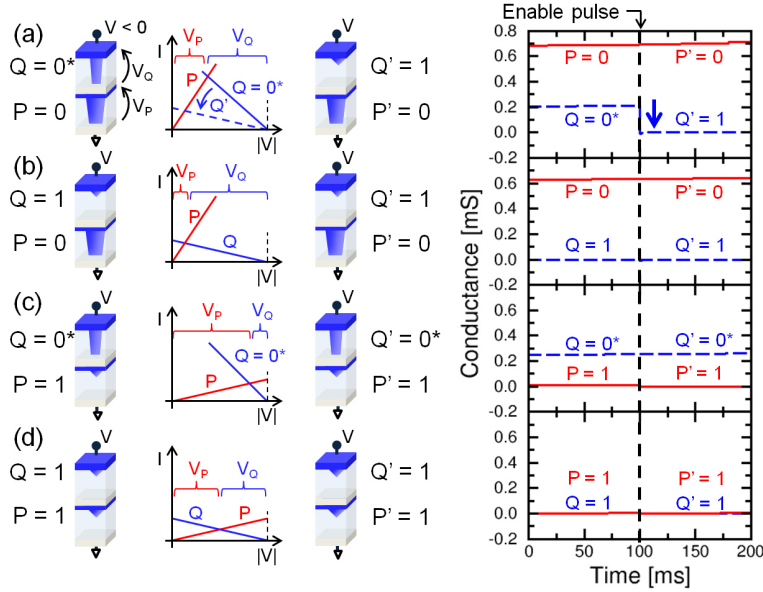 Enable pulse
(a)
V < 0
Q = 0*
V_Q
P = 0
V_P
I
V_P V_Q
P
Q = 0*
Q'
|V|
V
Q' = 1
P' = 0
(b)
V
Q = 1
P = 0
I
V_P V_Q
P
Q
|V|
V
Q' = 1
P' = 0
(c)
V
Q = 0*
P = 1
I
V_P V_Q
Q = 0*
P
|V|
V
Q' = 0*
P' = 1
(d)
V
Q = 1
P = 1
I
V_P V_Q
Q P
|V|
V
Q' = 1
P' = 1
Conductance [mS]
0.8
0.6
0.4
0.2
0.0
-0.2
P = 0 P' = 0
Q = 0* Q' = 1
0.6
0.4
0.2
0.0
-0.2
P = 0 P' = 0
Q = 1 Q' = 1
0.6
0.4
0.2
0.0
-0.2
Q = 0* Q' = 0*
P = 1 P' = 1
0.6
0.4
0.2
0.0
-0.2
P = 1 P' = 1
Q = 1 Q' = 1
0 50 100 150 200
Time [ms]